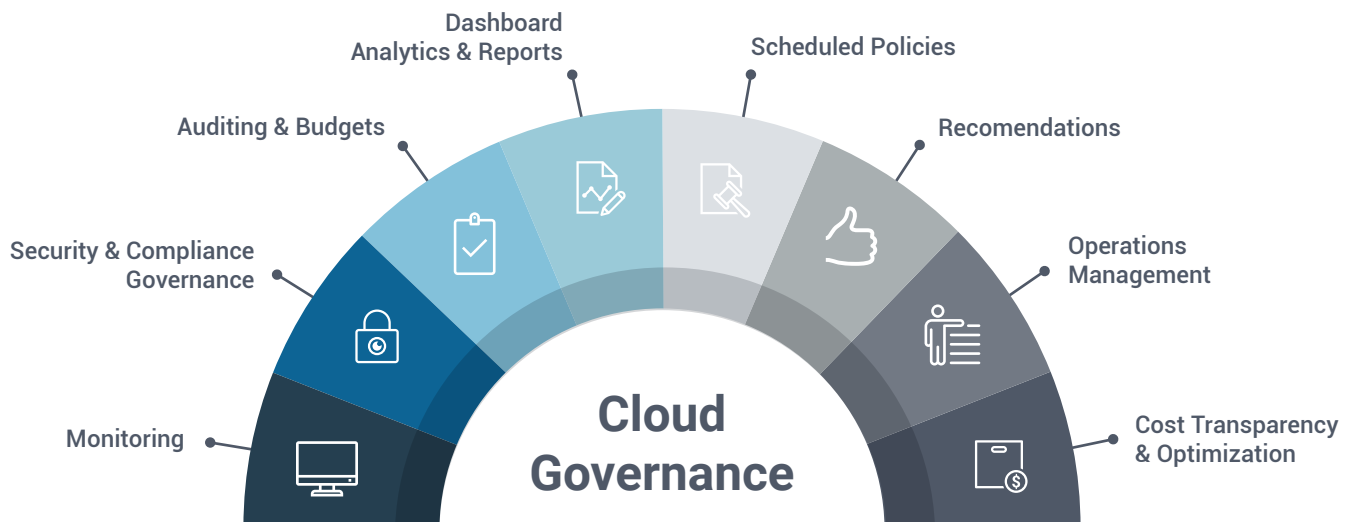 Dashboard
Analytics & Reports
Scheduled Policies
Auditing & Budgets
Recomendations
Security & Compliance
Governance
Operations
Management
Monitoring
Cost Transparency
& Optimization
Cloud
Governance
$